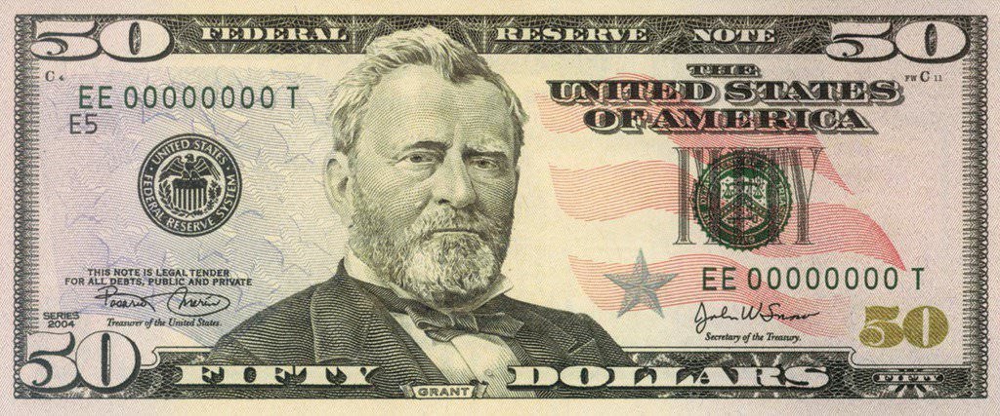 50 FEDERAL RESERVE NOTE 50
C 4
FW C 11
THE
UNITED STATES
OF AMERICA
EE 00000000 T
E5
UNITED STATES
FEDERAL RESERVE SYSTEM
FIFTY
THIS NOTE IS LEGAL TENDER
FOR ALL DEBTS, PUBLIC AND PRIVATE
Rosario Marin
Treasurer of the United States.
SERIES
2004
EE 00000000 T
John W Snow
Secretary of the Treasury.
50
50 FIFTY DOLLARS FIFTY
GRANT